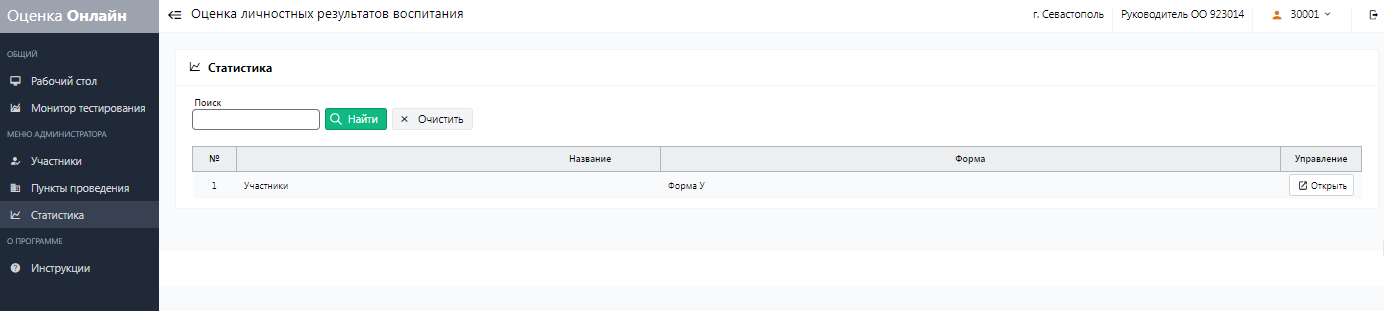 Оценка Онлайн
Оценка личностных результатов воспитания
г. Севастополь
Руководитель ОО 923014
30001
ОБЩИЙ
Рабочий стол
Монитор тестирования
МЕНЮ АДМИНИСТРАТОРА
Участники
Пункты проведения
Статистика
О ПРОГРАММЕ
Инструкции
Статистика
Поиск
Найти
Очистить
№ Название Форма Управление
1 Участники Форма У Открыть